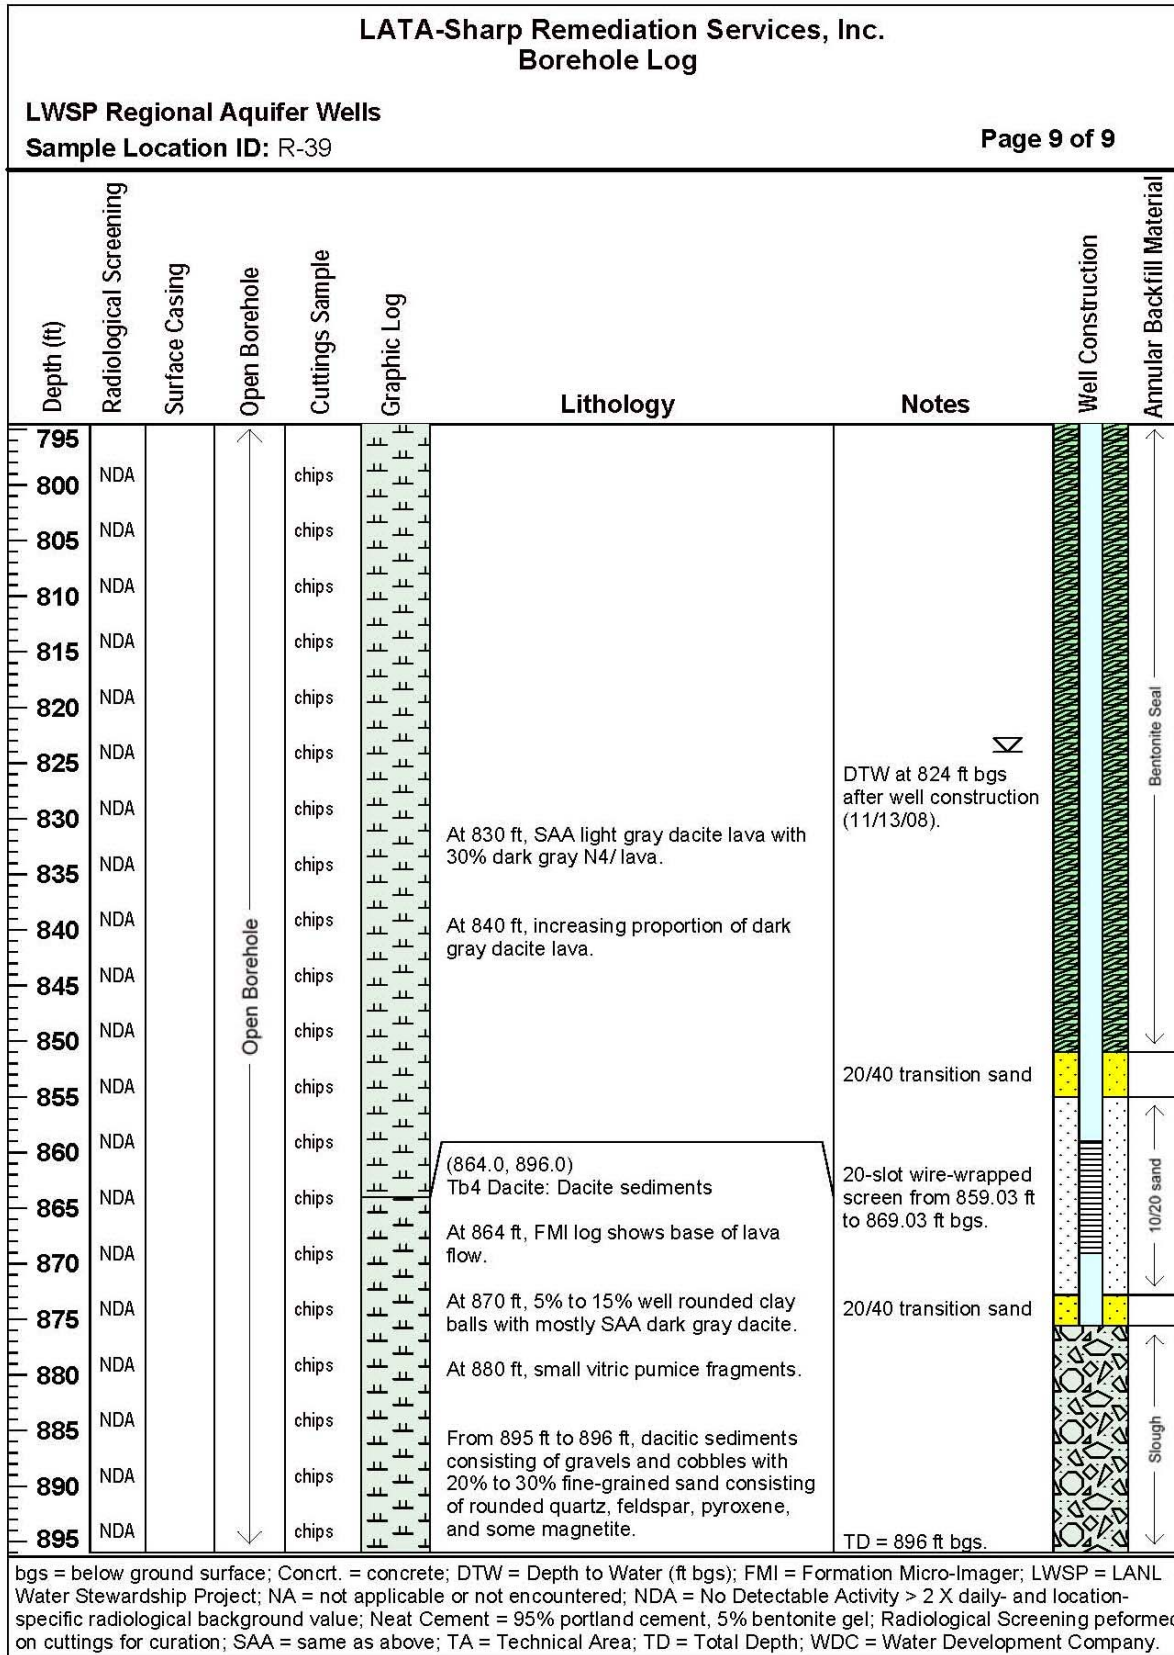 LATA-Sharp Remediation Services, Inc.
Borehole Log
LWSP Regional Aquifer Wells
Sample Location ID: R-39
Page 9 of 9
Depth (ft)
Radiological Screening
Surface Casing
Open Borehole
Cuttings Sample
Graphic Log
Lithology
Notes
Well Construction
Annular Backfill Material
795
NDA chips
800
NDA chips
805
NDA chips
810
NDA chips
815
NDA chips
820
NDA chips
825
NDA chips
830
NDA chips
835
NDA chips
840
NDA chips
845
NDA chips
850
NDA chips
855
NDA chips
860
NDA chips
865
NDA chips
870
NDA chips
875
NDA chips
880
NDA chips
885
NDA chips
890
NDA chips
895
Open Borehole
At 830 ft, SAA light gray dacite lava with
30% dark gray N4/ lava.
At 840 ft, increasing proportion of dark
gray dacite lava.
(864.0, 896.0)
Tb4 Dacite: Dacite sediments
At 864 ft, FMI log shows base of lava
flow.
At 870 ft, 5% to 15% well rounded clay
balls with mostly SAA dark gray dacite.
At 880 ft, small vitric pumice fragments.
From 895 ft to 896 ft, dacitic sediments
consisting of gravels and cobbles with
20% to 30% fine-grained sand consisting
of rounded quartz, feldspar, pyroxene,
and some magnetite.
DTW at 824 ft bgs
after well construction
(11/13/08).
20/40 transition sand
20-slot wire-wrapped
screen from 859.03 ft
to 869.03 ft bgs.
20/40 transition sand
TD = 896 ft bgs.
Bentonite Seal
10/20 sand
Slough
bgs = below ground surface; Concrt. = concrete; DTW = Depth to Water (ft bgs); FMI = Formation Micro-Imager; LWSP = LANL
Water Stewardship Project; NA = not applicable or not encountered; NDA = No Detectable Activity > 2 X daily- and location-
specific radiological background value; Neat Cement = 95% portland cement, 5% bentonite gel; Radiological Screening peformed
on cuttings for curation; SAA = same as above; TA = Technical Area; TD = Total Depth; WDC = Water Development Company.